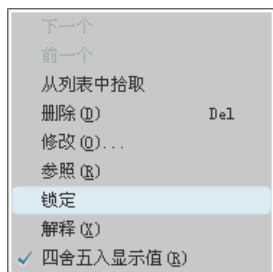 下一个
前一个
从列表中拾取
删除(D) Del
修改(O)...
参照(R)
锁定
解释(X)
四舍五入显示值(R)